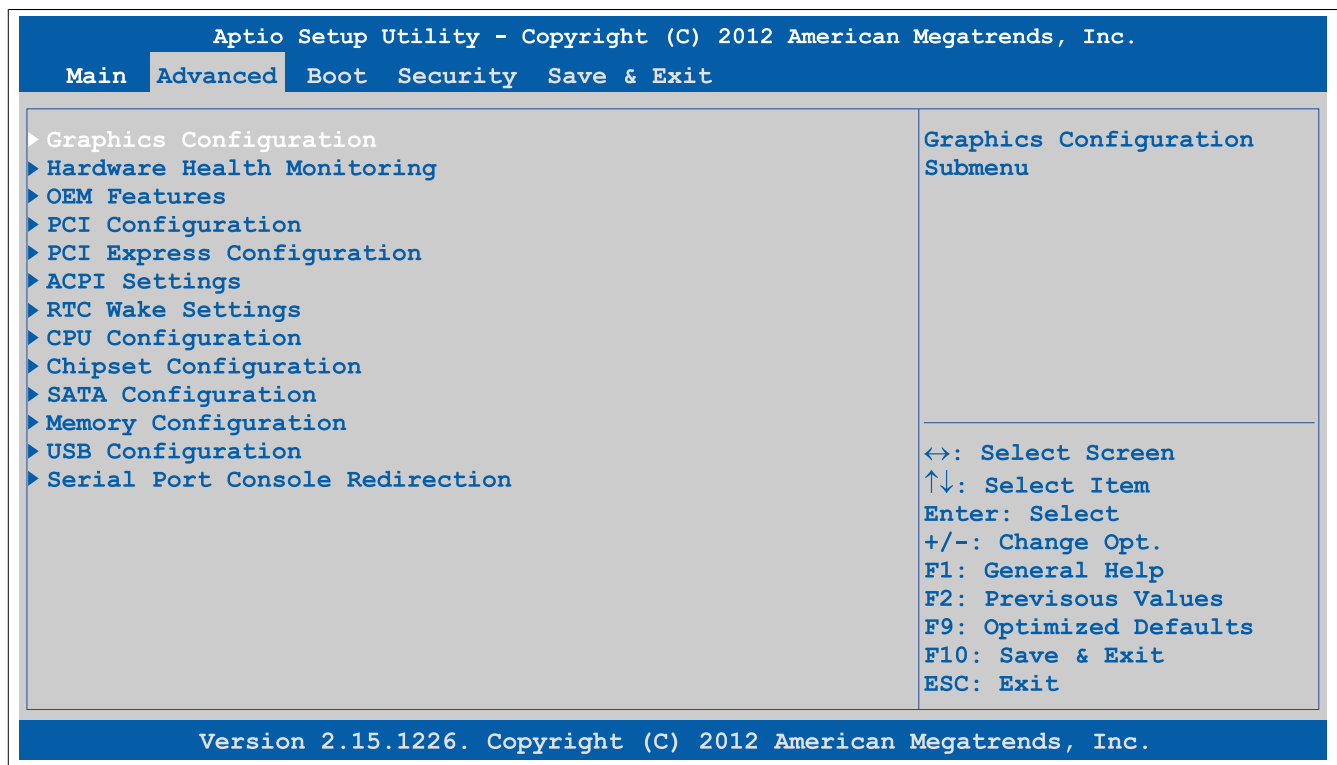 Aptio Setup Utility - Copyright (C) 2012 American Megatrends, Inc.
Main Advanced Boot Security Save & Exit
Graphics Configuration
Hardware Health Monitoring
OEM Features
PCI Configuration
PCI Express Configuration
ACPI Settings
RTC Wake Settings
CPU Configuration
Chipset Configuration
SATA Configuration
Memory Configuration
USB Configuration
Serial Port Console Redirection
Graphics Configuration
Submenu
↔: Select Screen
↑↓: Select Item
Enter: Select
+/-: Change Opt.
F1: General Help
F2: Previsous Values
F9: Optimized Defaults
F10: Save & Exit
ESC: Exit
Version 2.15.1226. Copyright (C) 2012 American Megatrends, Inc.